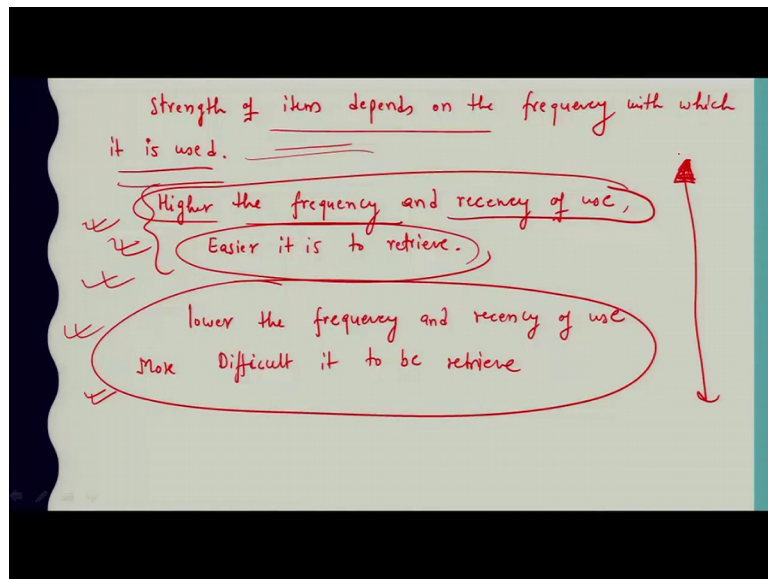 Strength of items depends on the frequency with which
it is used.
Higher the frequency and recency of use,
Easier it is to retrieve.
lower the frequency and recency of use
More Difficult it to be retrieve